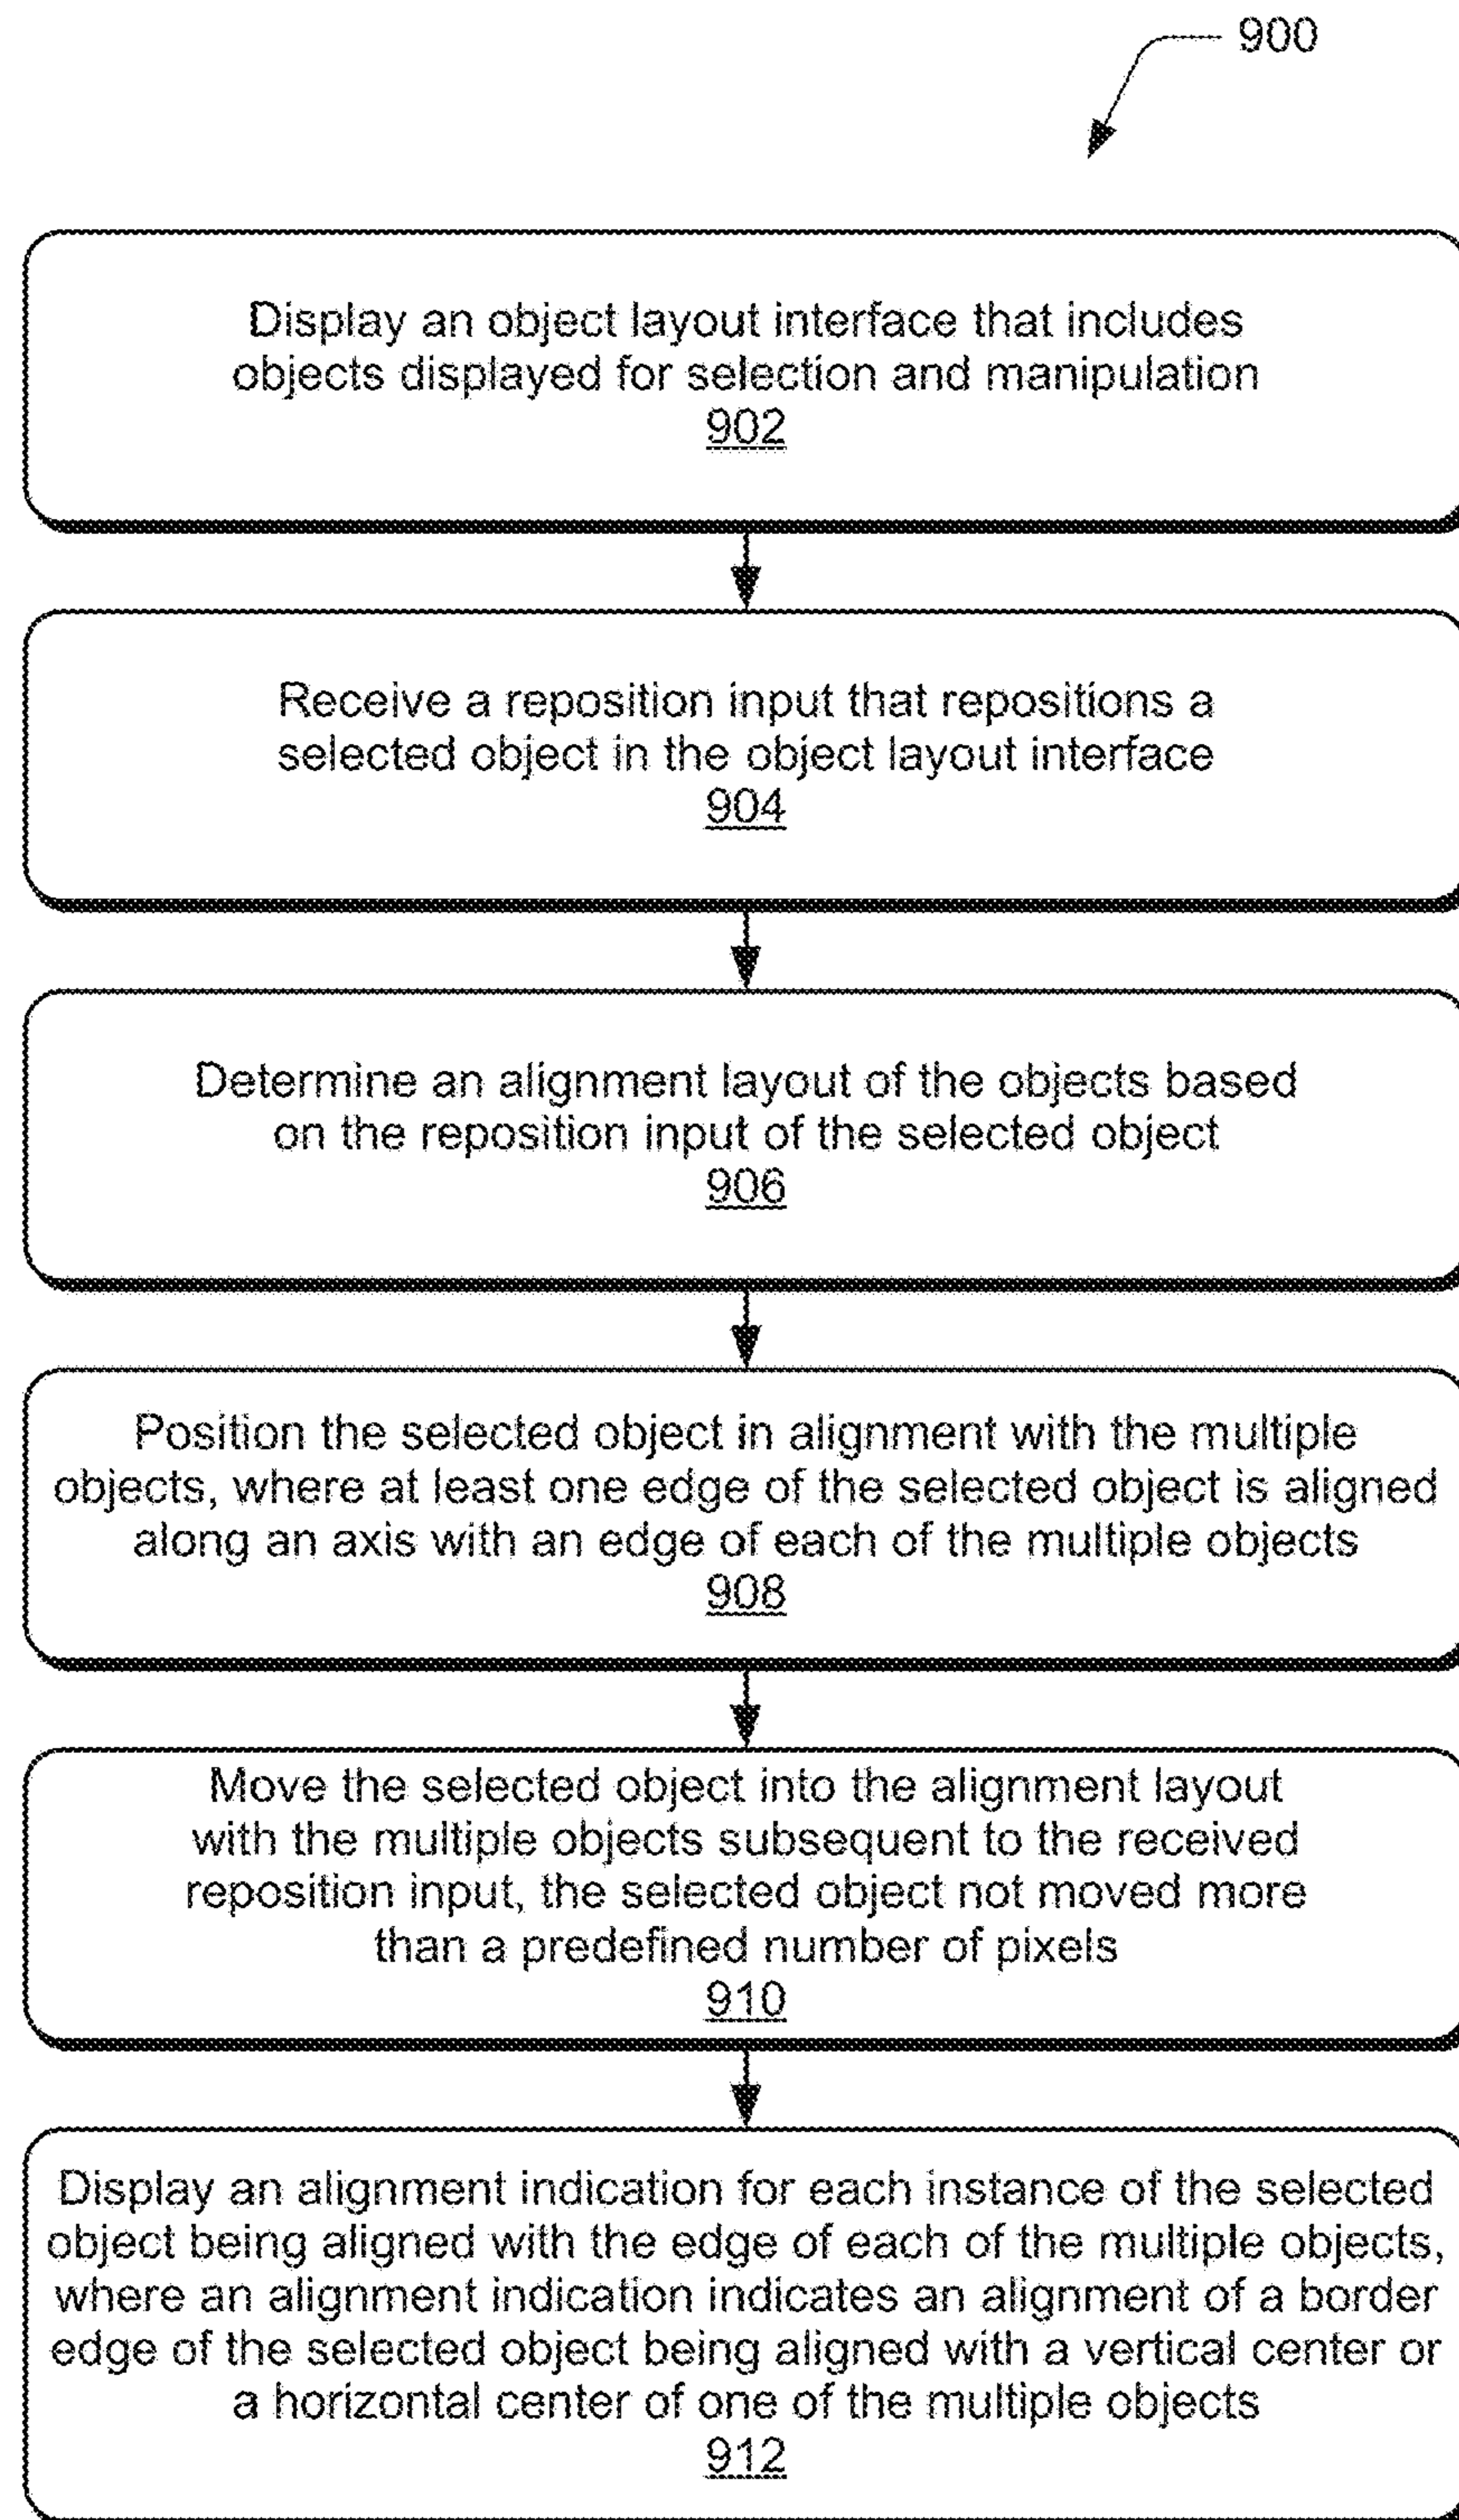 900
Display an object layout interface that includes
objects displayed for selection and manipulation
902
Receive a reposition input that repositions a
selected object in the object layout interface
904
Determine an alignment layout of the objects based
on the reposition input of the selected object
906
Position the selected object in alignment with the multiple
objects, where at least one edge of the selected object is aligned
along an axis with an edge of each of the multiple objects
908
Move the selected object into the alignment layout
with the multiple objects subsequent to the received
reposition input, the selected object not moved more
than a predefined number of pixels
910
Display an alignment indication for each instance of the selected
object being aligned with the edge of each of the multiple objects,
where an alignment indication indicates an alignment of a border
edge of the selected object being aligned with a vertical center or
a horizontal center of one of the multiple objects
912